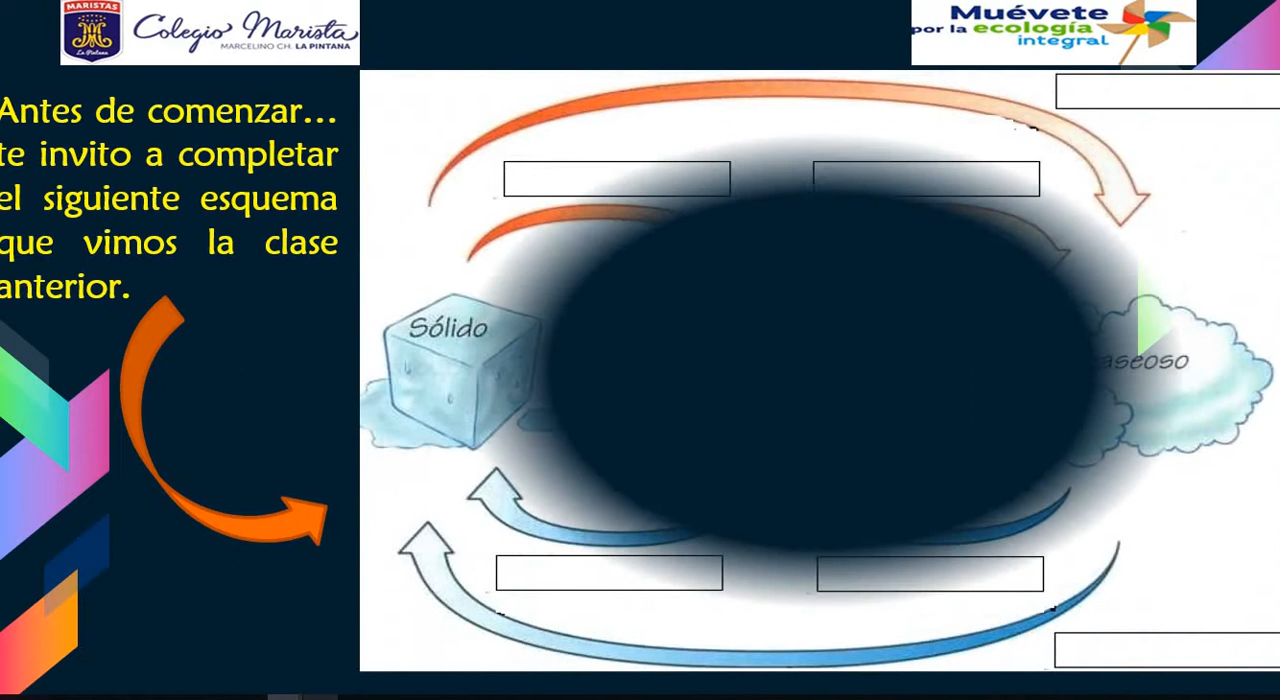 MARISTAS
La Pintana
Colegio Marista
MARCELINO CH. LA PINTANA
Muévete
por la ecología
integral
Antes de comenzar...
te invito a completar
el siguiente esquema
que vimos la clase
anterior.
Sólido
aseoso